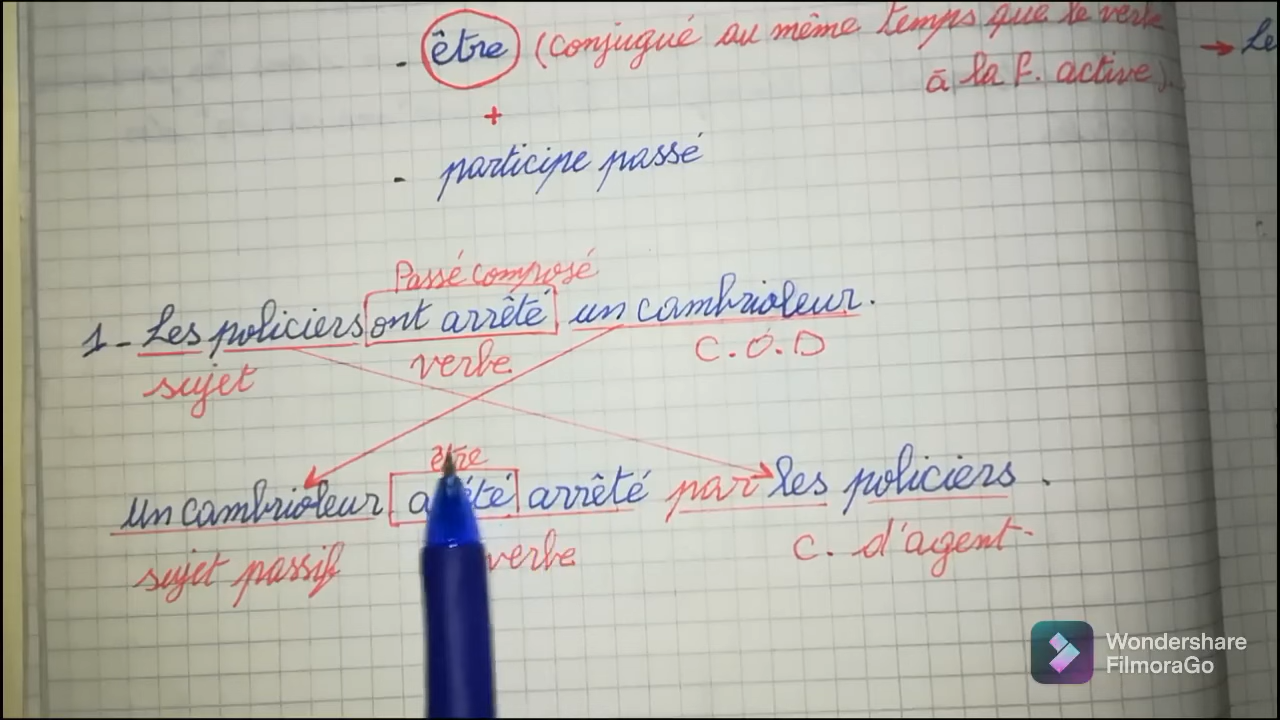 - être (conjugué au même temps que le verbe
à la F. active). → Le
+
- participe passé
Passé composé
1- Les policiers ont arrêté un cambrioleur.
sujet verbe C.O.D
être
un cambrioleur a été arrêté par les policiers.
sujet passif verbe C. d'agent.
Wondershare
FilmoraGo